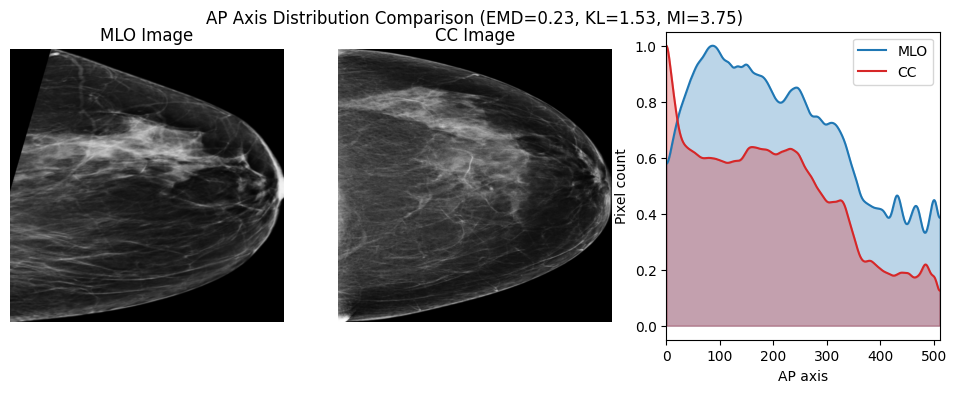 AP Axis Distribution Comparison (EMD=0.23, KL=1.53, MI=3.75)
MLO Image
CC Image
MLO
CC
Pixel count
1.0
0.8
0.6
0.4
0.2
0.0
0 100 200 300 400 500
AP axis